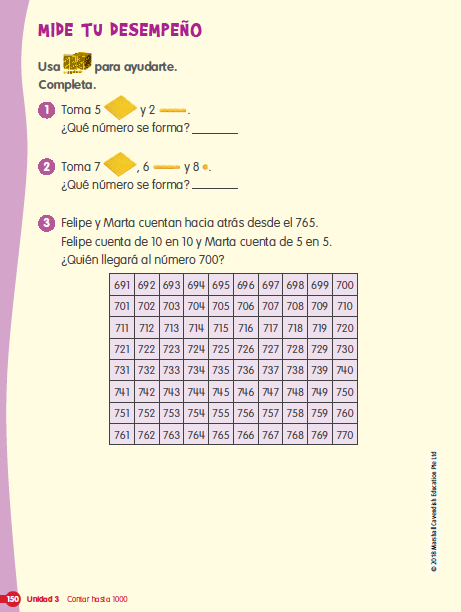 MIDE TU DESEMPEÑO
Usa para ayudarte.
Completa.
1 Toma 5 y 2 .
¿Qué número se forma? ________
2 Toma 7 , 6 y 8 .
¿Qué número se forma? ________
3 Felipe y Marta cuentan hacia atrás desde el 765.
Felipe cuenta de 10 en 10 y Marta cuenta de 5 en 5.
¿Quién llegará al número 700?
691 692 693 694 695 696 697 698 699 700
701 702 703 704 705 706 707 708 709 710
711 712 713 714 715 716 717 718 719 720
721 722 723 724 725 726 727 728 729 730
731 732 733 734 735 736 737 738 739 740
741 742 743 744 745 746 747 748 749 750
751 752 753 754 755 756 757 758 759 760
761 762 763 764 765 766 767 768 769 770
© 2018 Marshall Cavendish Education Pte Ltd
150 Unidad 3 Contar hasta 1000